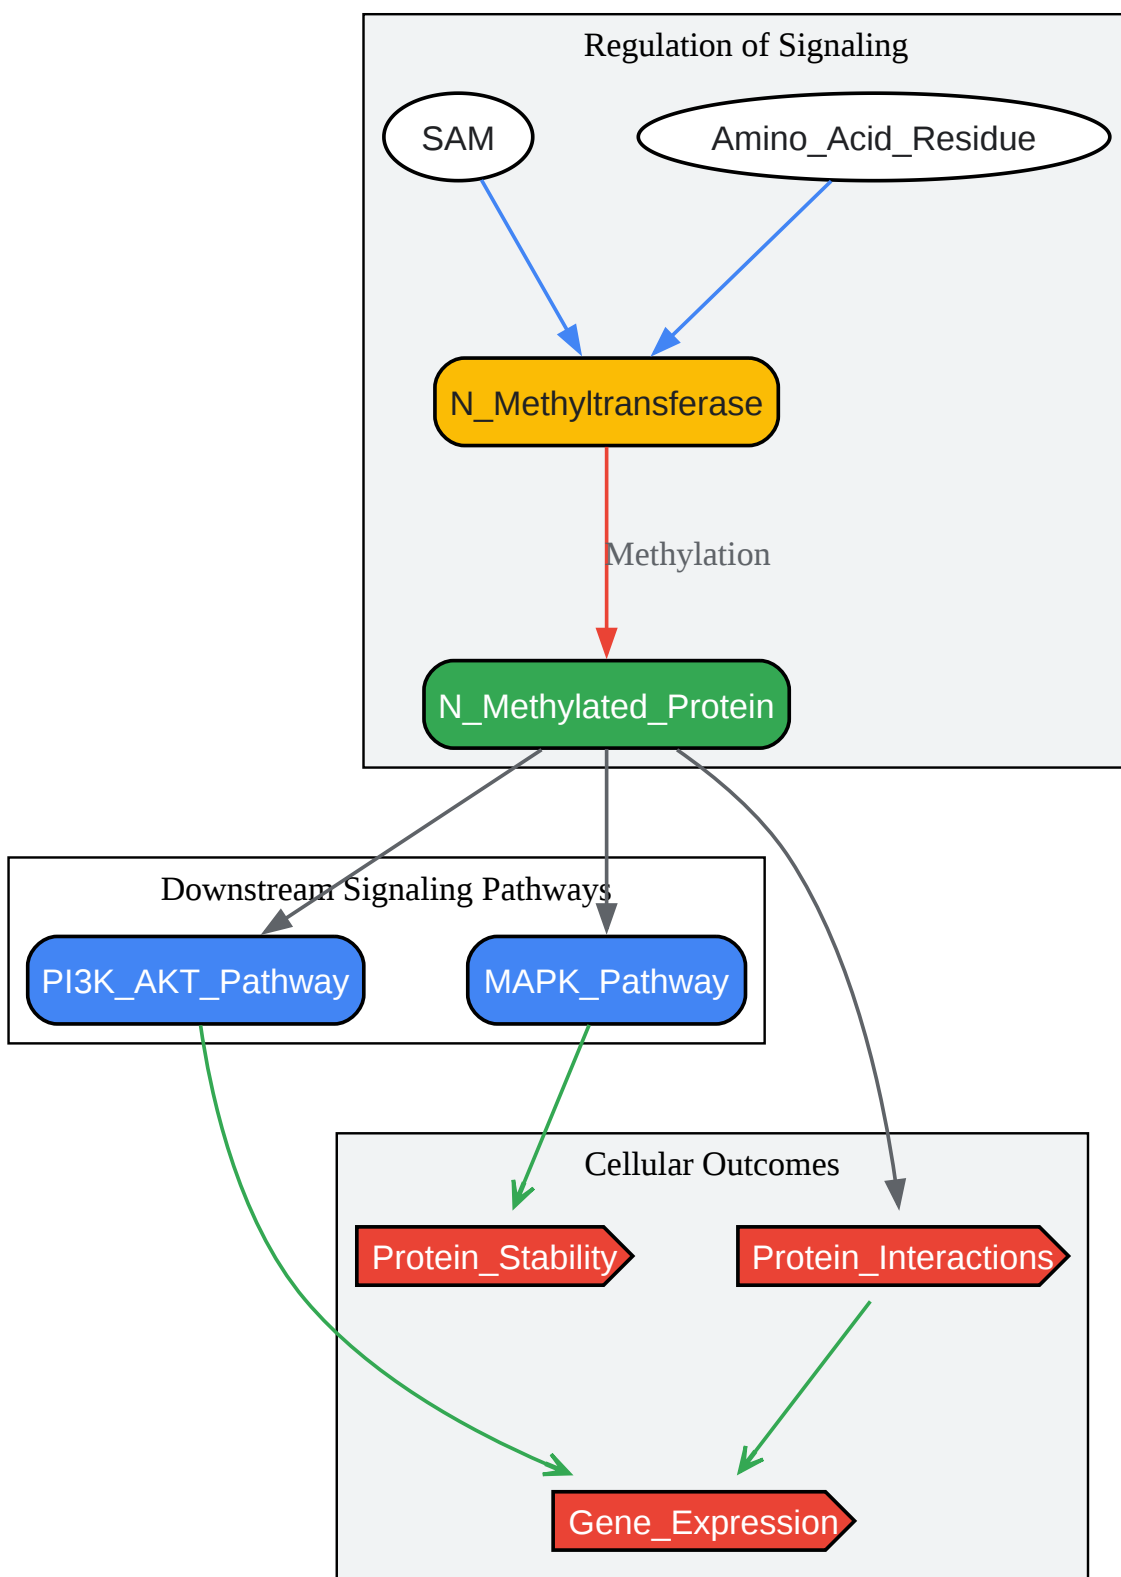 Regulation of Signaling
SAM
Amino_Acid_Residue
N_Methyltransferase
Methylation
N_Methylated_Protein
Downstream Signaling Pathways
PI3K_AKT_Pathway
MAPK_Pathway
Cellular Outcomes
Protein_Stability
Protein_Interactions
Gene_Expression